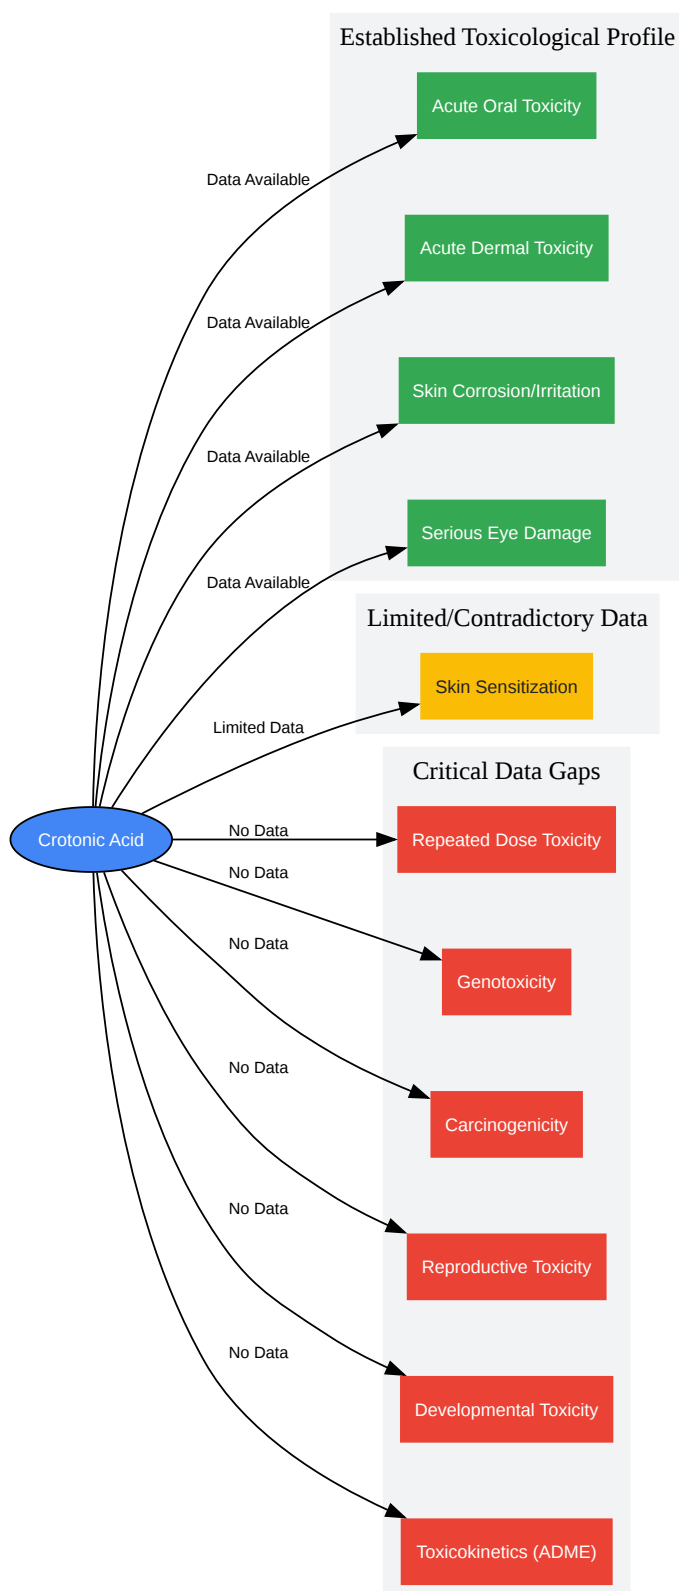 Established Toxicological Profile
Acute Oral Toxicity
Data Available
Acute Dermal Toxicity
Data Available
Skin Corrosion/Irritation
Data Available
Serious Eye Damage
Data Available
Limited/Contradictory Data
Skin Sensitization
Limited Data
Critical Data Gaps
Crotonic Acid
No Data
Repeated Dose Toxicity
No Data
Genotoxicity
No Data
Carcinogenicity
No Data
Reproductive Toxicity
No Data
Developmental Toxicity
No Data
Toxicokinetics (ADME)